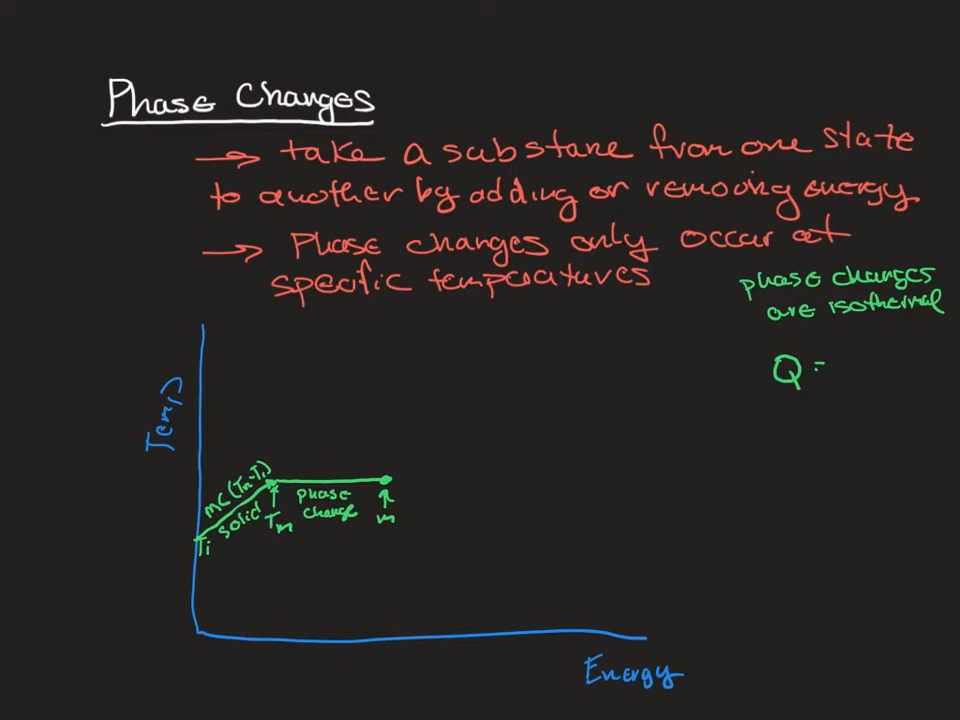 Phase Changes
→ take a substane from one state
to another by adding or removing energy
→ Phase changes only occur at
specific temperatures
phase changes
are isothermal
Q =
Temp
mC(Tm-Ti)
solid
Ti
Tm
phase
change
m
Energy